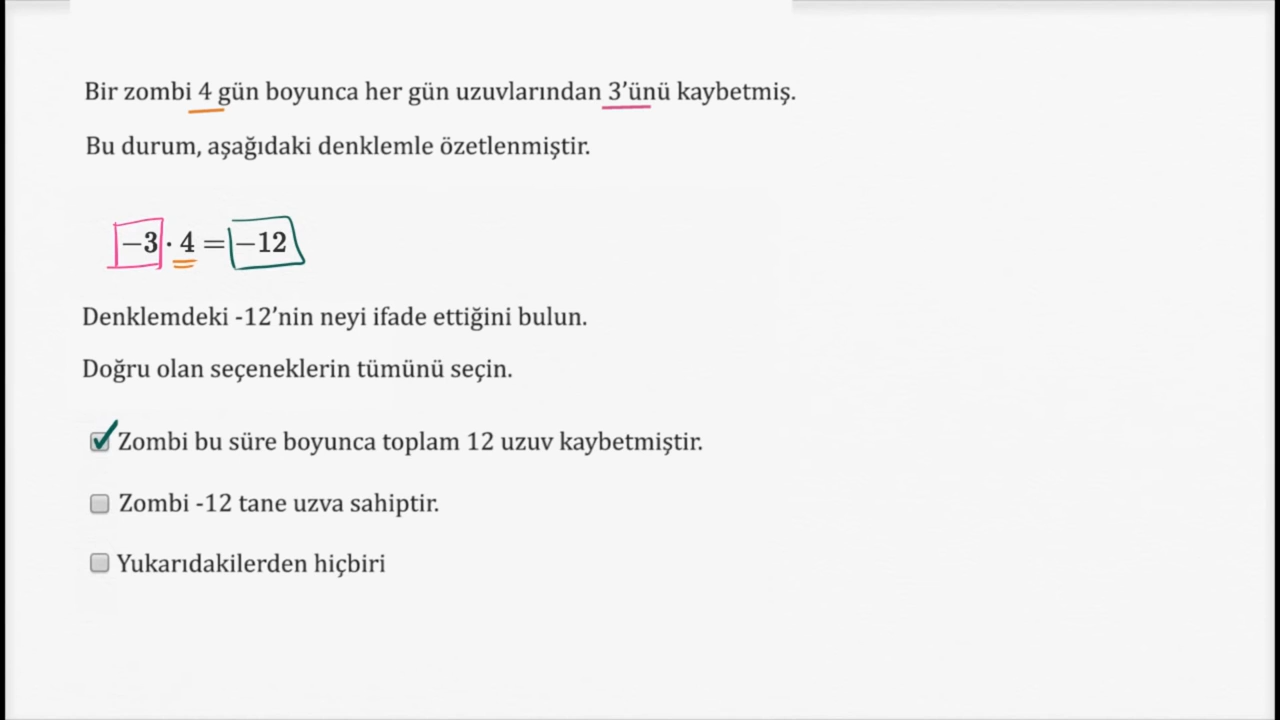 Bir zombi 4 gün boyunca her gün uzuvlarından 3'ünü kaybetmiş.
Bu durum, aşağıdaki denklemle özetlenmiştir.
−3 · 4 = −12
Denklemdeki -12'nin neyi ifade ettiğini bulun.
Doğru olan seçeneklerin tümünü seçin.
Zombi bu süre boyunca toplam 12 uzuv kaybetmiştir.
Zombi -12 tane uzva sahiptir.
Yukarıdakilerden hiçbiri